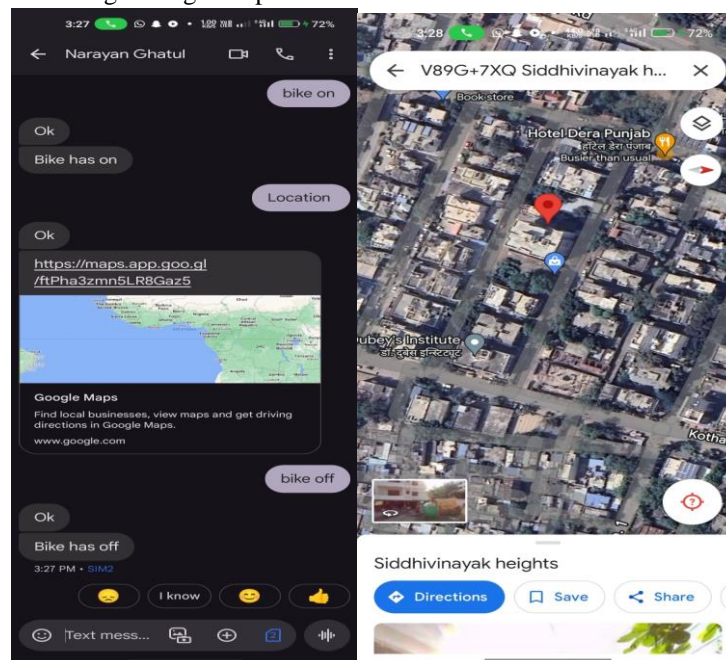 3:27
72%
Narayan Ghatul
bike on
Ok
Bike has on
Location
Ok
https://maps.app.goo.gl
/ftPha3zmn5LR8Gaz5
Google Maps
Find local businesses, view maps and get driving
directions in Google Maps.
www.google.com
bike off
Ok
Bike has off
3:27 PM • SIM2
I know
Text mess...
2
3:28
72%
V89G+7XQ Siddhivinayak h...
Book store
Hotel Dera Punjab
हॉटेल डेरा पंजाब
Busier than usual
ubey's Institute
डॉ. दुबेस इन्स्टिट्यूट
Kotha
Siddhivinayak heights
Directions
Save
Share